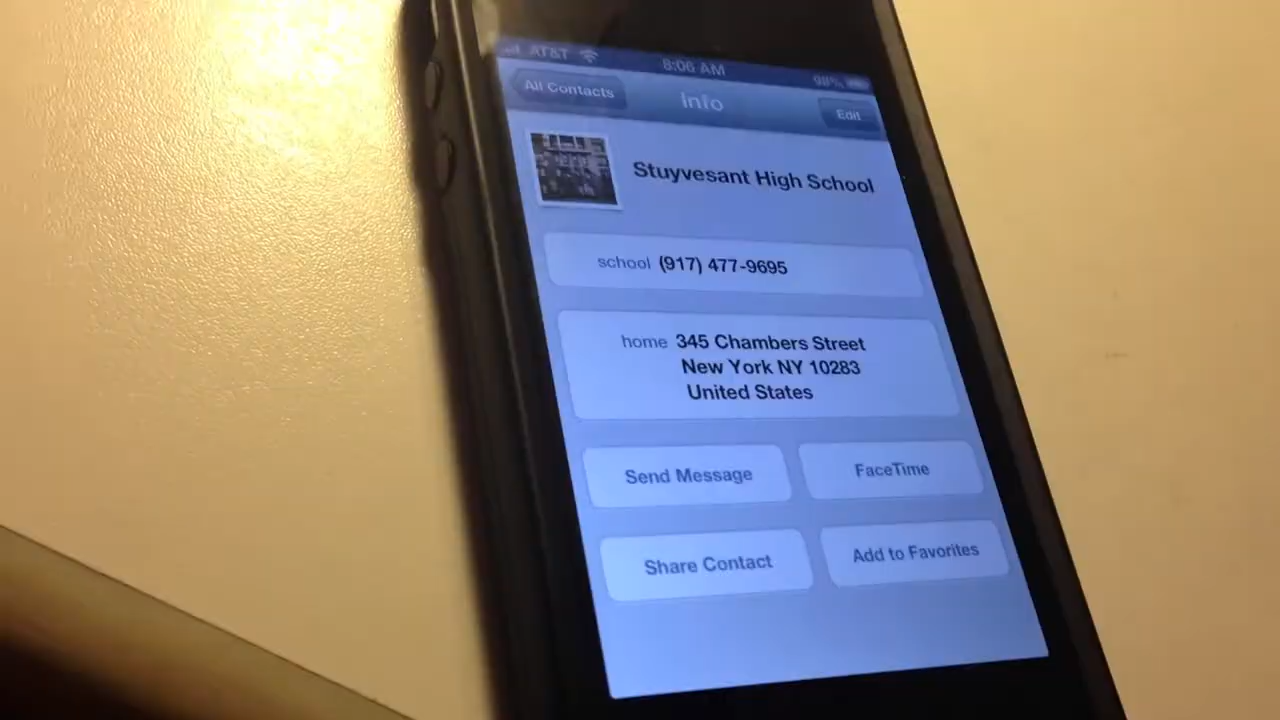 AT&T 8:06 AM 98%
All Contacts Info Edit
Stuyvesant High School
school (917) 477-9695
home 345 Chambers Street
New York NY 10283
United States
Send Message FaceTime
Share Contact Add to Favorites